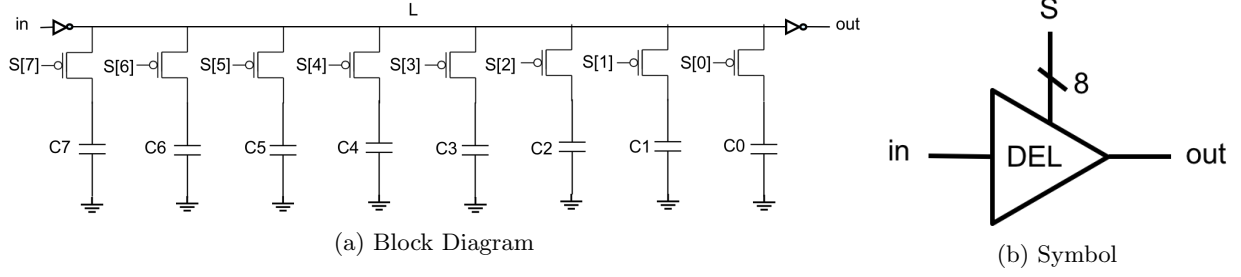 L
in
out
S[7] S[6] S[5] S[4] S[3] S[2] S[1] S[0]
C7 C6 C5 C4 C3 C2 C1 C0
(a) Block Diagram
S
8
in DEL out
(b) Symbol